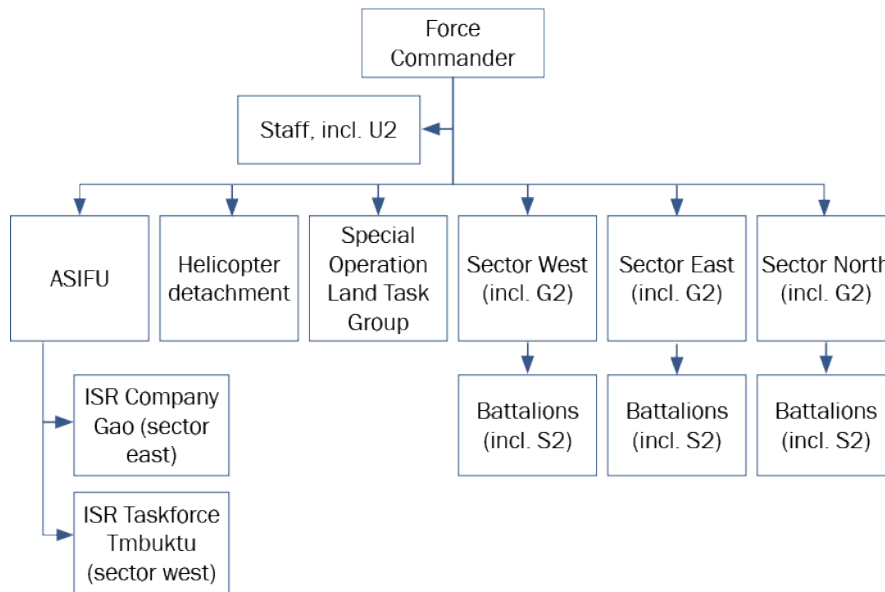 Force
Commander
Staff, incl. U2
ASIFU
Helicopter
detachment
Special
Operation
Land Task
Group
Sector West
(incl. G2)
Sector East
(incl. G2)
Sector North
(incl. G2)
ISR Company
Gao (sector
east)
Battalions
(incl. S2)
Battalions
(incl. S2)
Battalions
(incl. S2)
ISR Taskforce
Tmbuktu
(sector west)